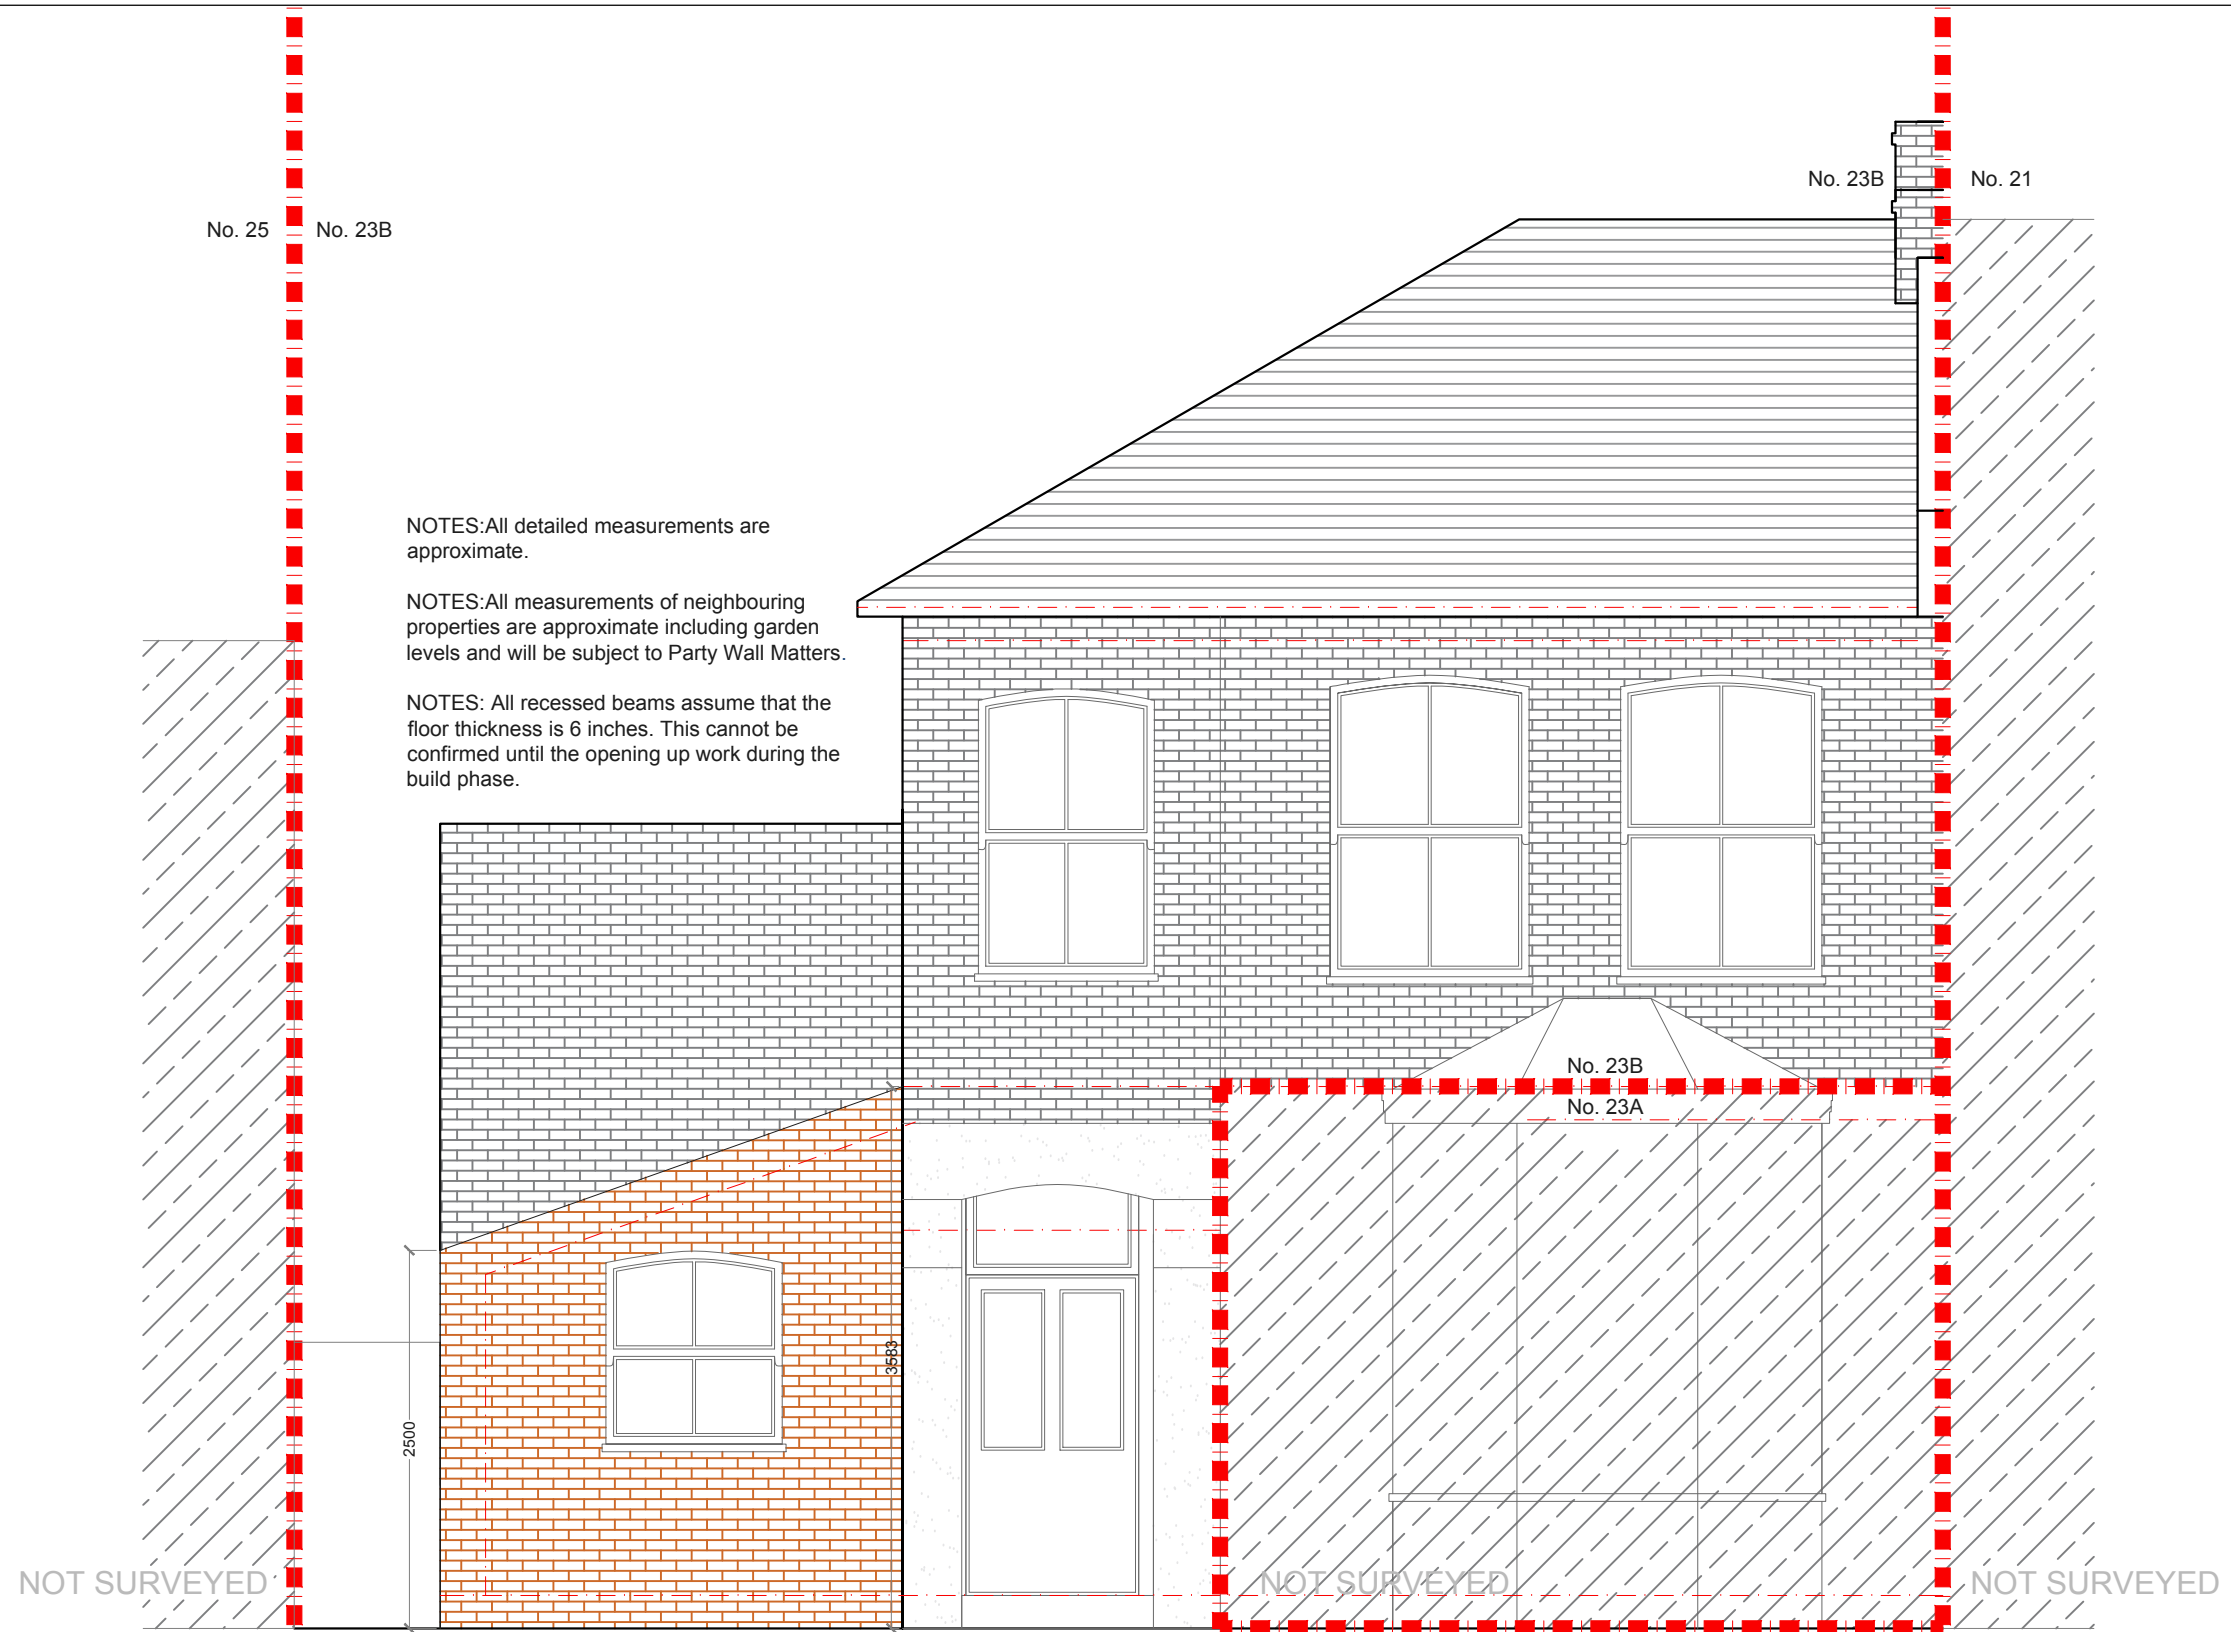 No. 23B
No. 21
No. 25
No. 23B
NOTES:All detailed measurements are
approximate.
NOTES:All measurements of neighbouring
properties are approximate including garden
levels and will be subject to Party Wall Matters.
NOTES: All recessed beams assume that the
floor thickness is 6 inches. This cannot be
confirmed until the opening up work during the
build phase.
No. 23B
No. 23A
3583
2500
NOT SURVEYED
NOT SURVEYED
NOT SURVEYED